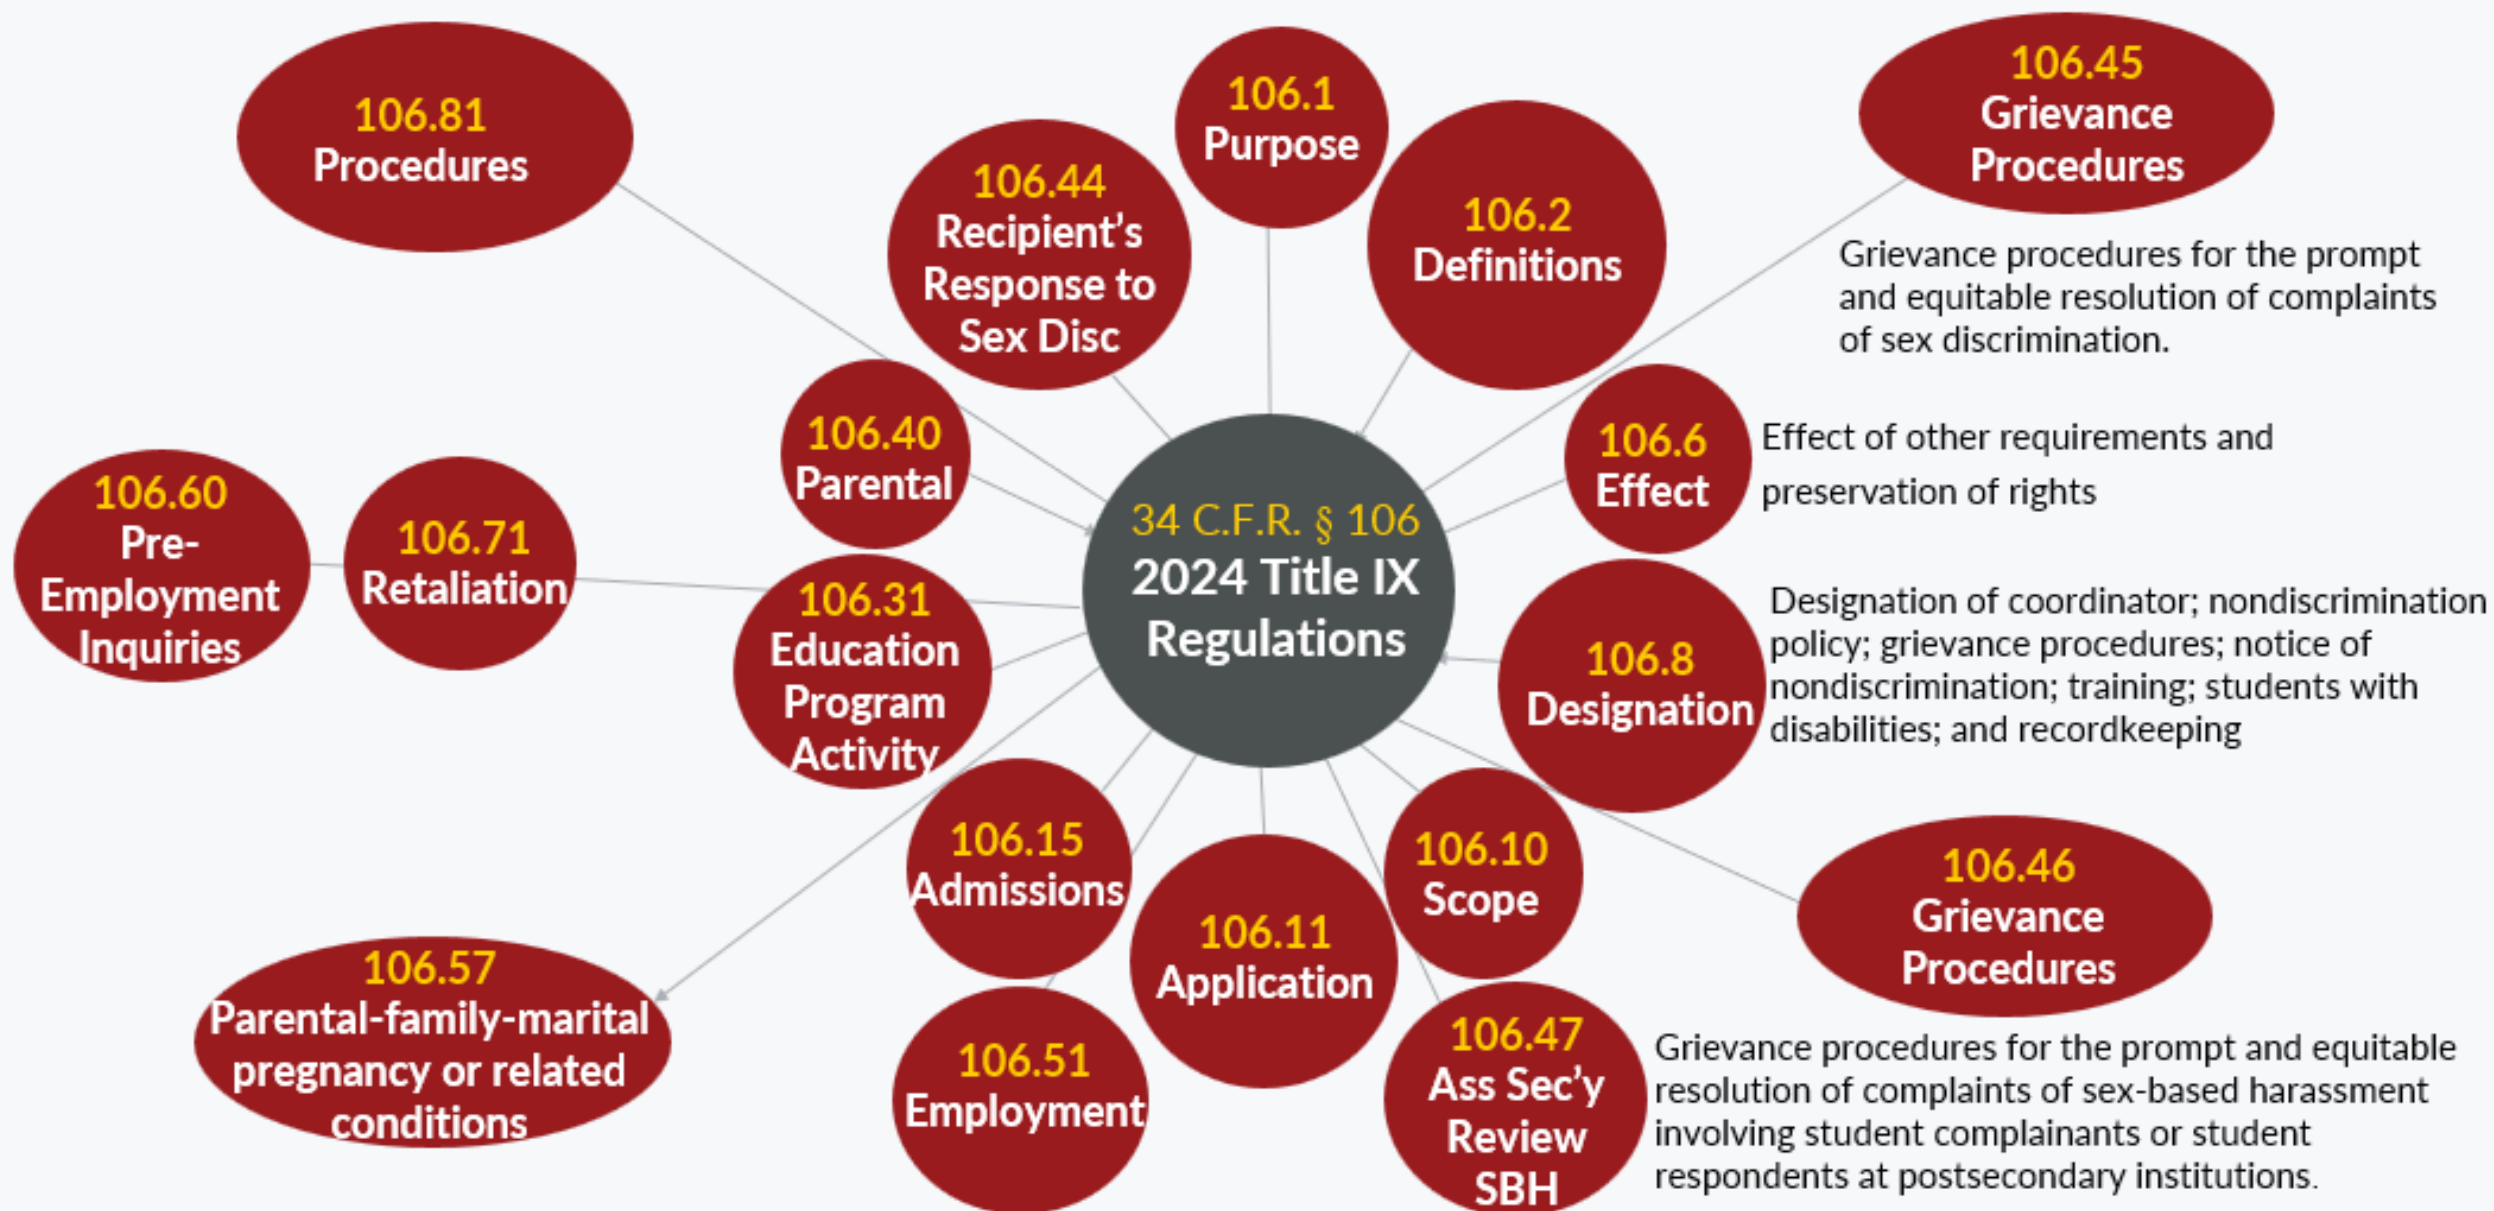 106.81
Procedures
106.44
Recipient's
Response to
Sex Disc
106.1
Purpose
106.2
Definitions
106.45
Grievance
Procedures
Grievance procedures for the prompt
and equitable resolution of complaints
of sex discrimination.
106.60
Pre-
Employment
Inquiries
106.71
Retaliation
106.40
Parental
34 C.F.R. § 106
2024 Title IX
Regulations
106.6
Effect
Effect of other requirements and
preservation of rights
106.31
Education
Program
Activity
106.8
Designation
Designation of coordinator; nondiscrimination
policy; grievance procedures; notice of
nondiscrimination; training; students with
disabilities; and recordkeeping
106.57
Parental-family-marital
pregnancy or related
conditions
106.15
Admissions
106.51
Employment
106.11
Application
106.10
Scope
106.47
Ass Sec'y
Review
SBH
106.46
Grievance
Procedures
Grievance procedures for the prompt and equitable
resolution of complaints of sex-based harassment
involving student complainants or student
respondents at postsecondary institutions.